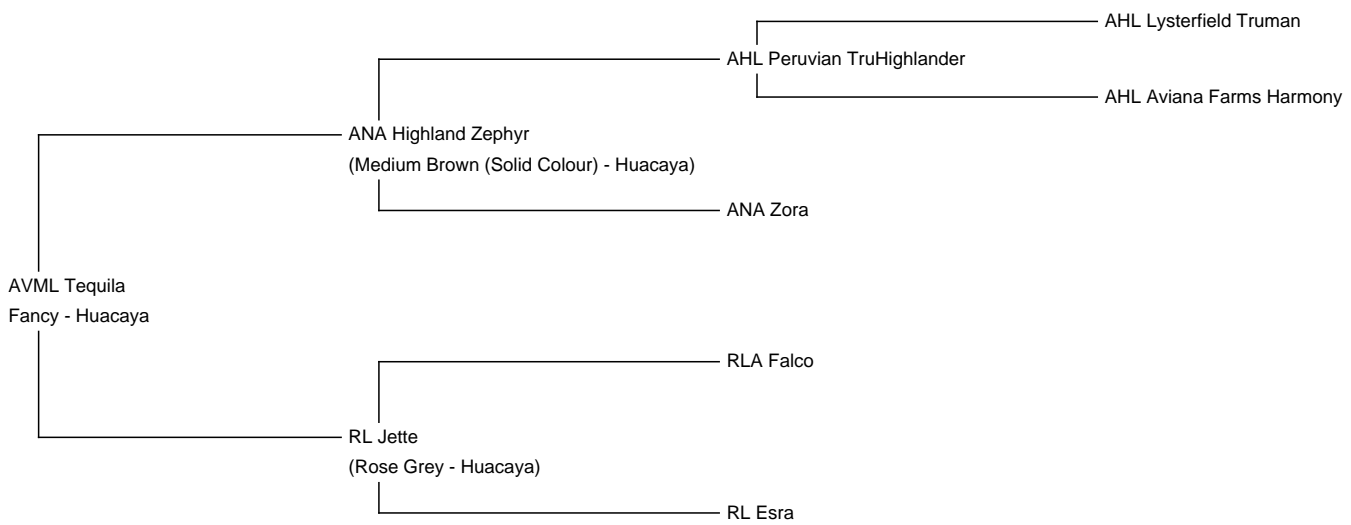 AHL Lysterfield Truman
AHL Peruvian TruHighlander
AHL Aviana Farms Harmony
ANA Highland Zephyr
(Medium Brown (Solid Colour) - Huacaya)
ANA Zora
AVML Tequila
Fancy - Huacaya
RLA Falco
RL Jette
(Rose Grey - Huacaya)
RL Esra